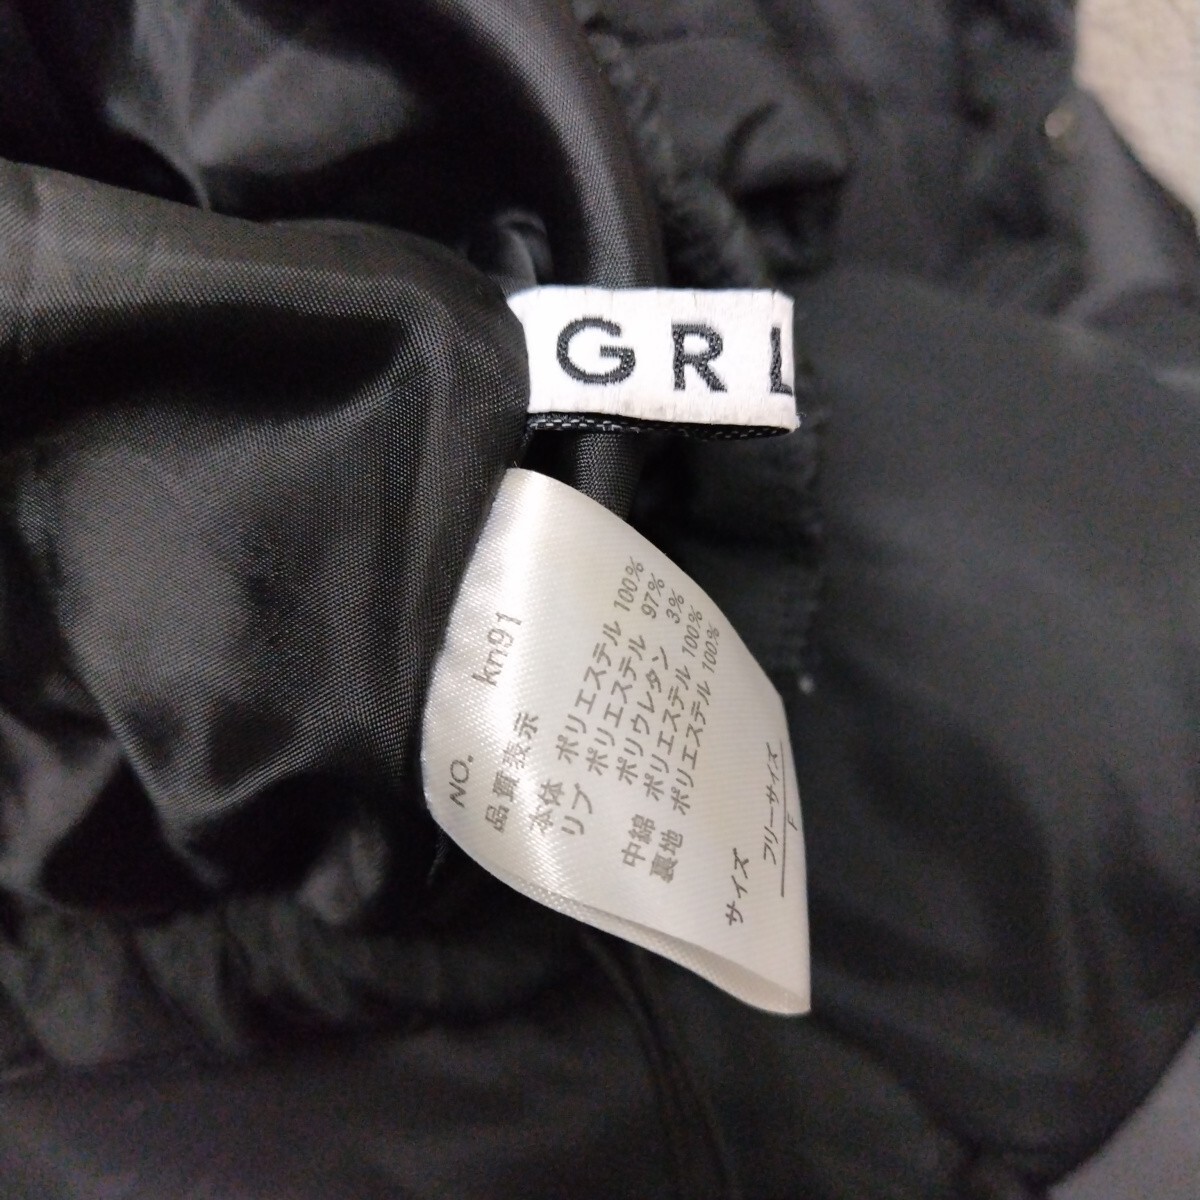 GRL
NO. kn91
品質表示
本体 ポリエステル 100%
リブ ポリエステル 97%
ポリウレタン 3%
中綿 ポリエステル 100%
裏地 ポリエステル 100%
サイズ フリーサイズ
F